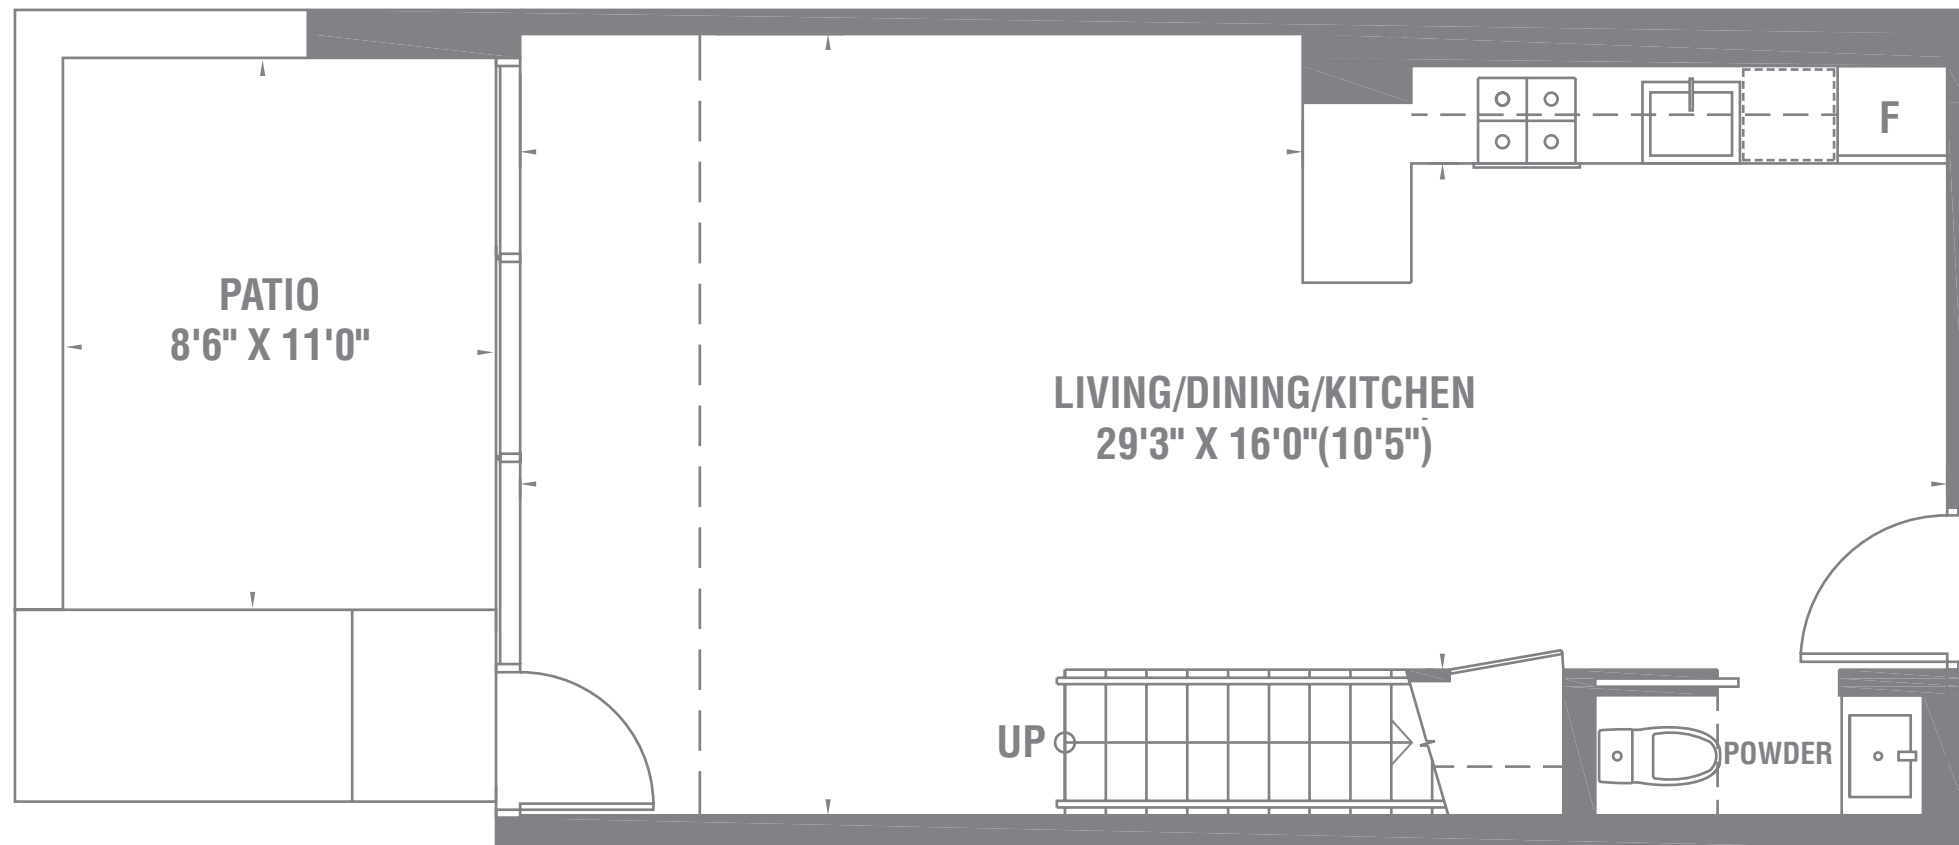 F
PATIO
8'6" X 11'0"
LIVING/DINING/KITCHEN
29'3" X 16'0"(10'5")
UP
POWDER